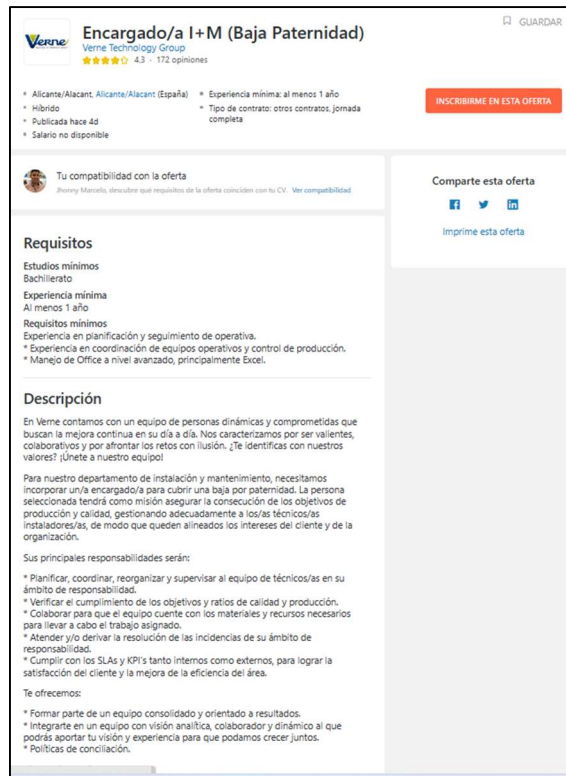 GUARDAR
Verne
Encargado/a I+M (Baja Paternidad)
Verne Technology Group
4.3 · 172 opiniones
* Alicante/Alacant, Alicante/Alacant (España)
* Híbrido
* Publicada hace 4d
* Salario no disponible
* Experiencia mínima: al menos 1 año
* Tipo de contrato: otros contratos, jornada
completa
INSCRIBIRME EN ESTA OFERTA
Tu compatibilidad con la oferta
Jhonny Marcelo, descubre qué requisitos de la oferta coinciden con tu CV. Ver compatibilidad
Comparte esta oferta
Imprime esta oferta
Requisitos
Estudios mínimos
Bachillerato
Experiencia mínima
Al menos 1 año
Requisitos mínimos
Experiencia en planificación y seguimiento de operativa.
* Experiencia en coordinación de equipos operativos y control de producción.
* Manejo de Office a nivel avanzado, principalmente Excel.
Descripción
En Verne contamos con un equipo de personas dinámicas y comprometidas que
buscan la mejora continua en su día a día. Nos caracterizamos por ser valientes,
colaborativos y por afrontar los retos con ilusión. ¿Te identificas con nuestros
valores? ¡Únete a nuestro equipo!
Para nuestro departamento de instalación y mantenimiento, necesitamos
incorporar un/a encargado/a para cubrir una baja por paternidad. La persona
seleccionada tendrá como misión asegurar la consecución de los objetivos de
producción y calidad, gestionando adecuadamente a los/as técnicos/as
instaladores/as, de modo que queden alineados los intereses del cliente y de la
organización.
Sus principales responsabilidades serán:
* Planificar, coordinar, reorganizar y supervisar al equipo de técnicos/as en su
ámbito de responsabilidad.
* Verificar el cumplimiento de los objetivos y ratios de calidad y producción.
* Colaborar para que el equipo cuente con los materiales y recursos necesarios
para llevar a cabo el trabajo asignado.
* Atender y/o derivar la resolución de las incidencias de su ámbito de
responsabilidad.
* Cumplir con los SLAs y KPI's tanto internos como externos, para lograr la
satisfacción del cliente y la mejora de la eficiencia del área.
Te ofrecemos:
* Formar parte de un equipo consolidado y orientado a resultados.
* Integrarte en un equipo con visión analítica, colaborador y dinámico al que
podrás aportar tu visión y experiencia para que podamos crecer juntos.
* Políticas de conciliación.